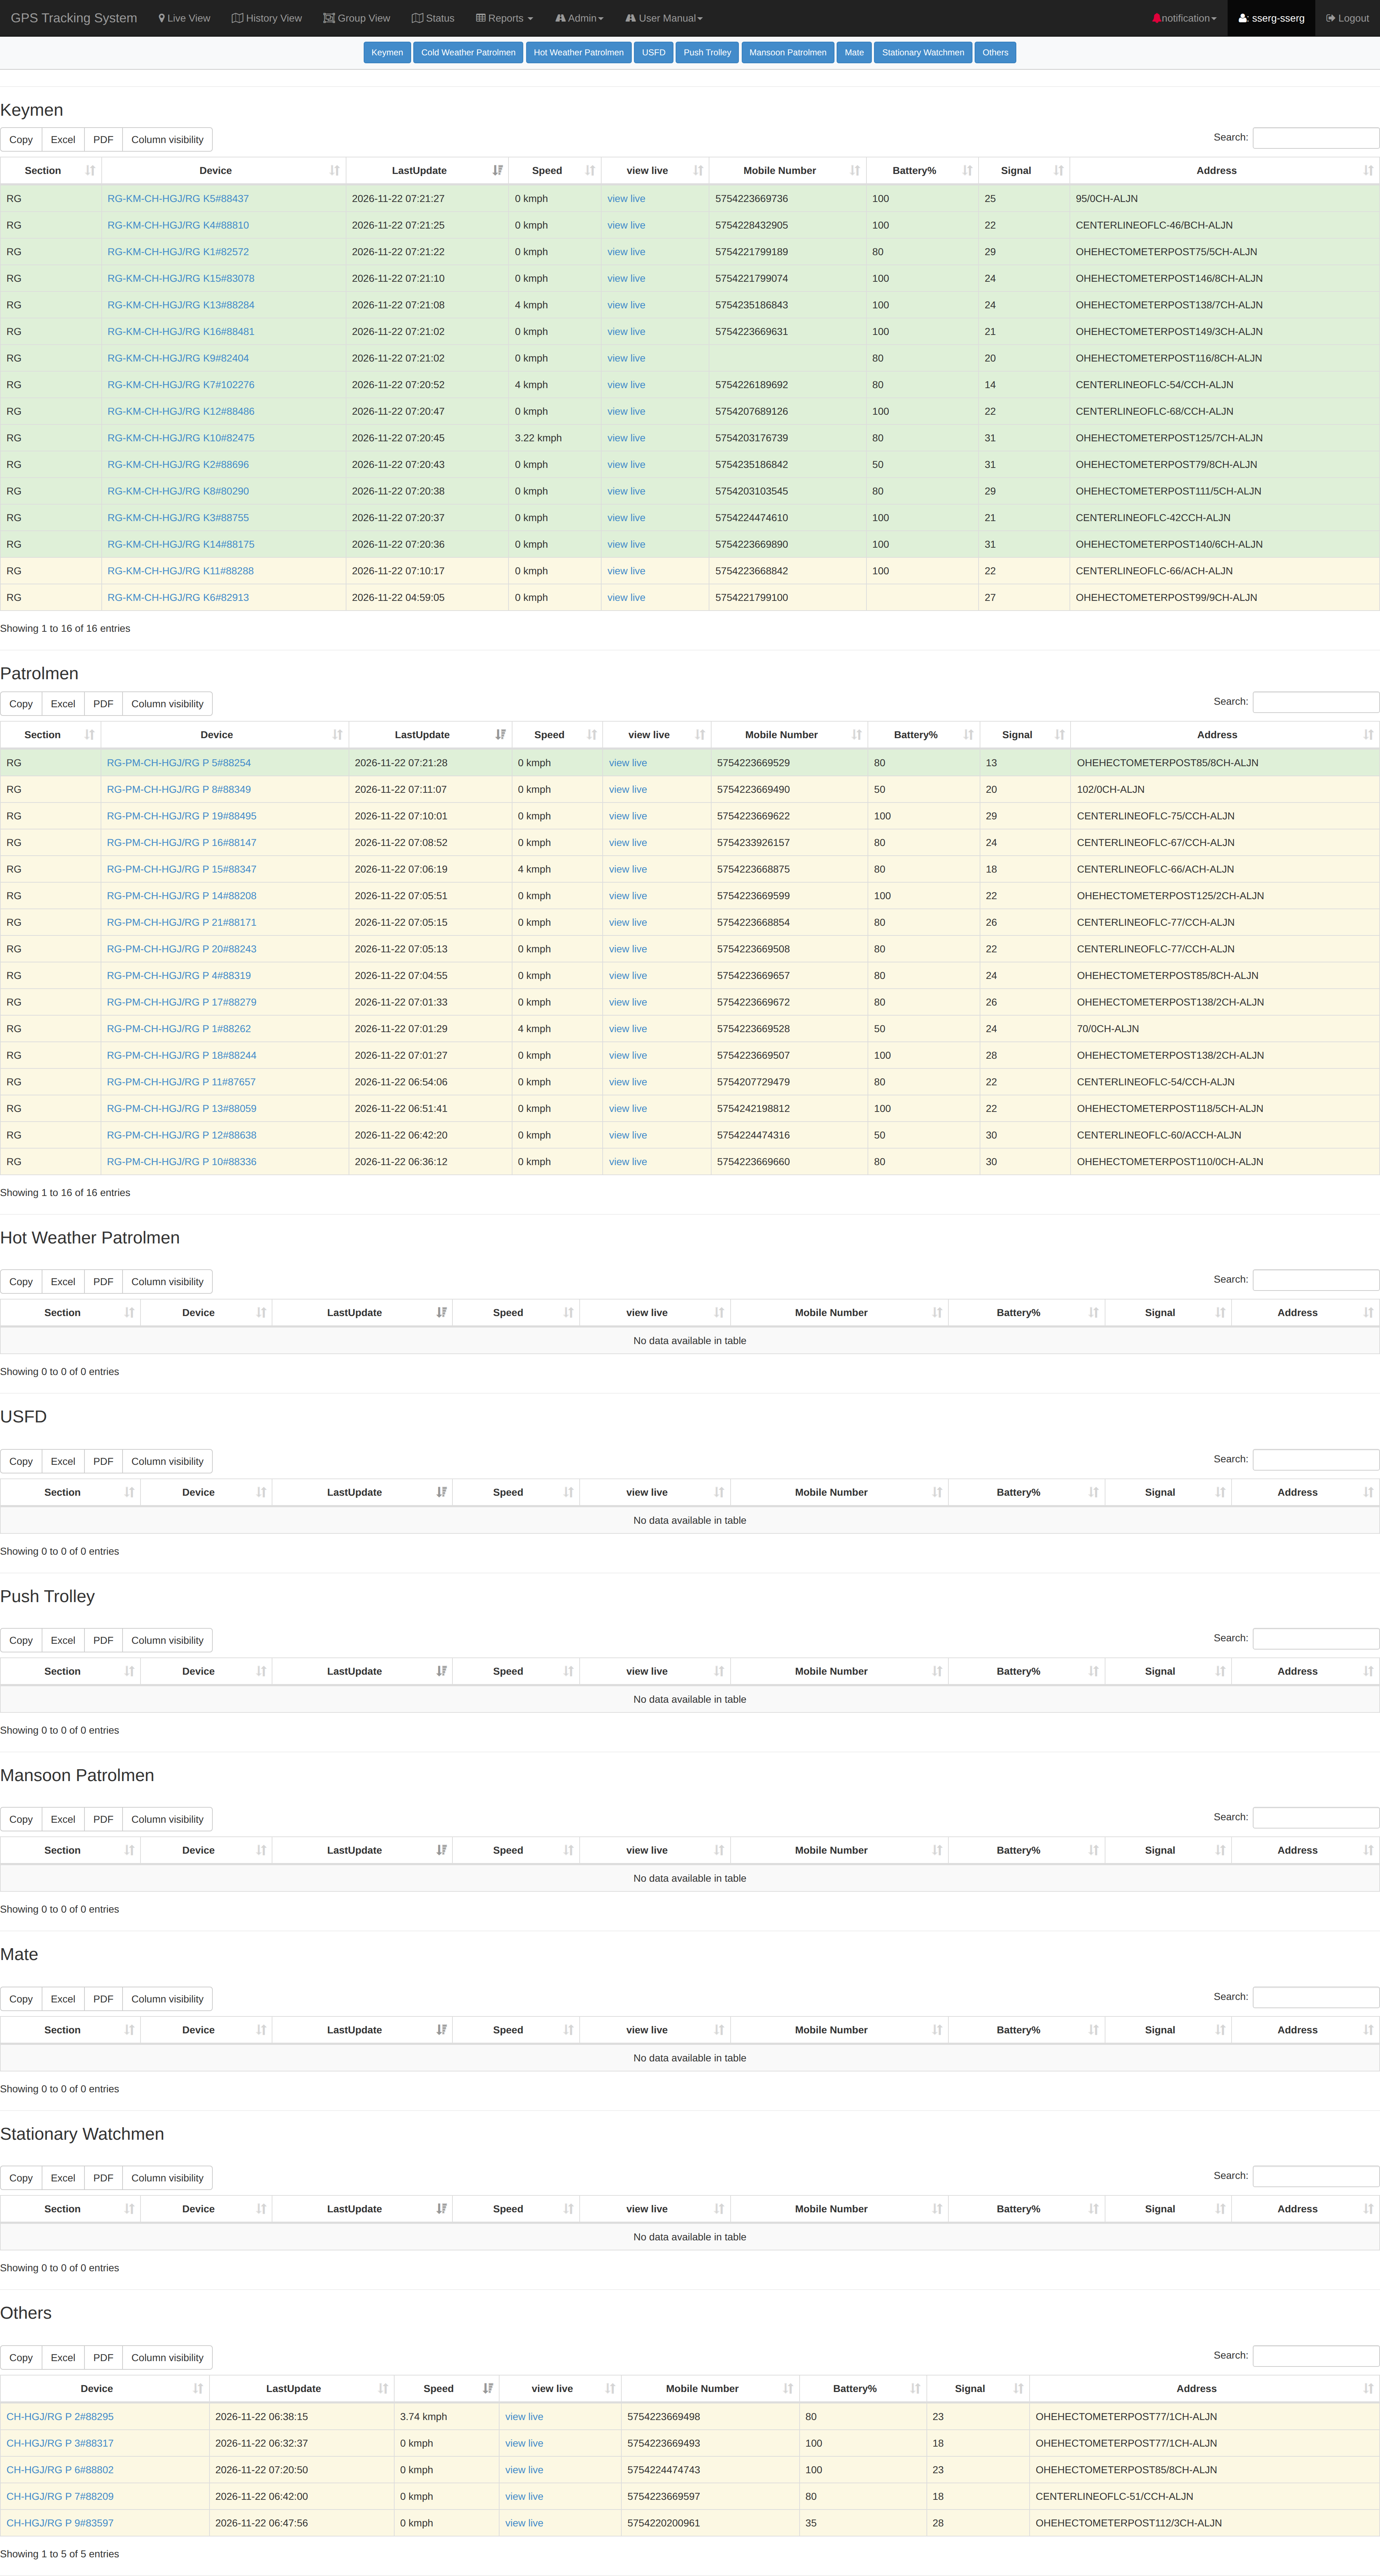 GPS Tracking System Live View History View Group View Status Reports Admin User Manual notification : sserg-sserg Logout
Keymen Cold Weather Patrolmen Hot Weather Patrolmen USFD Push Trolley Mansoon Patrolmen Mate Stationary Watchmen Others
Keymen
Copy Excel PDF Column visibility Search:
Section Device LastUpdate Speed view live Mobile Number Battery% Signal Address
RG RG-KM-CH-HGJ/RG K5#88437 2026-11-22 07:21:27 0 kmph view live 5754223669736 100 25 95/0CH-ALJN
RG RG-KM-CH-HGJ/RG K4#88810 2026-11-22 07:21:25 0 kmph view live 5754228432905 100 22 CENTERLINEOFLC-46/BCH-ALJN
RG RG-KM-CH-HGJ/RG K1#82572 2026-11-22 07:21:22 0 kmph view live 5754221799189 80 29 OHEHECTOMETERPOST75/5CH-ALJN
RG RG-KM-CH-HGJ/RG K15#83078 2026-11-22 07:21:10 0 kmph view live 5754221799074 100 24 OHEHECTOMETERPOST146/8CH-ALJN
RG RG-KM-CH-HGJ/RG K13#88284 2026-11-22 07:21:08 4 kmph view live 5754235186843 100 24 OHEHECTOMETERPOST138/7CH-ALJN
RG RG-KM-CH-HGJ/RG K16#88481 2026-11-22 07:21:02 0 kmph view live 5754223669631 100 21 OHEHECTOMETERPOST149/3CH-ALJN
RG RG-KM-CH-HGJ/RG K9#82404 2026-11-22 07:21:02 0 kmph view live 80 20 OHEHECTOMETERPOST116/8CH-ALJN
RG RG-KM-CH-HGJ/RG K7#102276 2026-11-22 07:20:52 4 kmph view live 5754226189692 80 14 CENTERLINEOFLC-54/CCH-ALJN
RG RG-KM-CH-HGJ/RG K12#88486 2026-11-22 07:20:47 0 kmph view live 5754207689126 100 22 CENTERLINEOFLC-68/CCH-ALJN
RG RG-KM-CH-HGJ/RG K10#82475 2026-11-22 07:20:45 3.22 kmph view live 5754203176739 80 31 OHEHECTOMETERPOST125/7CH-ALJN
RG RG-KM-CH-HGJ/RG K2#88696 2026-11-22 07:20:43 0 kmph view live 5754235186842 50 31 OHEHECTOMETERPOST79/8CH-ALJN
RG RG-KM-CH-HGJ/RG K8#80290 2026-11-22 07:20:38 0 kmph view live 5754203103545 80 29 OHEHECTOMETERPOST111/5CH-ALJN
RG RG-KM-CH-HGJ/RG K3#88755 2026-11-22 07:20:37 0 kmph view live 5754224474610 100 21 CENTERLINEOFLC-42CCH-ALJN
RG RG-KM-CH-HGJ/RG K14#88175 2026-11-22 07:20:36 0 kmph view live 5754223669890 100 31 OHEHECTOMETERPOST140/6CH-ALJN
RG RG-KM-CH-HGJ/RG K11#88288 2026-11-22 07:10:17 0 kmph view live 5754223668842 100 22 CENTERLINEOFLC-66/ACH-ALJN
RG RG-KM-CH-HGJ/RG K6#82913 2026-11-22 04:59:05 0 kmph view live 5754221799100 27 OHEHECTOMETERPOST99/9CH-ALJN
Showing 1 to 16 of 16 entries
Patrolmen
Copy Excel PDF Column visibility Search:
Section Device LastUpdate Speed view live Mobile Number Battery% Signal Address
RG RG-PM-CH-HGJ/RG P 5#88254 2026-11-22 07:21:28 0 kmph view live 5754223669529 80 13 OHEHECTOMETERPOST85/8CH-ALJN
RG RG-PM-CH-HGJ/RG P 8#88349 2026-11-22 07:11:07 0 kmph view live 5754223669490 50 20 102/0CH-ALJN
RG RG-PM-CH-HGJ/RG P 19#88495 2026-11-22 07:10:01 0 kmph view live 5754223669622 100 29 CENTERLINEOFLC-75/CCH-ALJN
RG RG-PM-CH-HGJ/RG P 16#88147 2026-11-22 07:08:52 0 kmph view live 5754233926157 80 24 CENTERLINEOFLC-67/CCH-ALJN
RG RG-PM-CH-HGJ/RG P 15#88347 2026-11-22 07:06:19 4 kmph view live 5754223668875 80 18 CENTERLINEOFLC-66/ACH-ALJN
RG RG-PM-CH-HGJ/RG P 14#88208 2026-11-22 07:05:51 0 kmph view live 5754223669599 100 22 OHEHECTOMETERPOST125/2CH-ALJN
RG RG-PM-CH-HGJ/RG P 21#88171 2026-11-22 07:05:15 0 kmph view live 5754223668854 80 26 CENTERLINEOFLC-77/CCH-ALJN
RG RG-PM-CH-HGJ/RG P 20#88243 2026-11-22 07:05:13 0 kmph view live 5754223669508 80 22 CENTERLINEOFLC-77/CCH-ALJN
RG RG-PM-CH-HGJ/RG P 4#88319 2026-11-22 07:04:55 0 kmph view live 5754223669657 80 24 OHEHECTOMETERPOST85/8CH-ALJN
RG RG-PM-CH-HGJ/RG P 17#88279 2026-11-22 07:01:33 0 kmph view live 5754223669672 80 26 OHEHECTOMETERPOST138/2CH-ALJN
RG RG-PM-CH-HGJ/RG P 1#88262 2026-11-22 07:01:29 4 kmph view live 5754223669528 50 24 70/0CH-ALJN
RG RG-PM-CH-HGJ/RG P 18#88244 2026-11-22 07:01:27 0 kmph view live 5754223669507 100 28 OHEHECTOMETERPOST138/2CH-ALJN
RG RG-PM-CH-HGJ/RG P 11#87657 2026-11-22 06:54:06 0 kmph view live 5754207729479 80 22 CENTERLINEOFLC-54/CCH-ALJN
RG RG-PM-CH-HGJ/RG P 13#88059 2026-11-22 06:51:41 0 kmph view live 5754242198812 100 22 OHEHECTOMETERPOST118/5CH-ALJN
RG RG-PM-CH-HGJ/RG P 12#88638 2026-11-22 06:42:20 0 kmph view live 5754224474316 50 30 CENTERLINEOFLC-60/ACCH-ALJN
RG RG-PM-CH-HGJ/RG P 10#88336 2026-11-22 06:36:12 0 kmph view live 5754223669660 80 30 OHEHECTOMETERPOST110/0CH-ALJN
Showing 1 to 16 of 16 entries
Hot Weather Patrolmen
Copy Excel PDF Column visibility Search:
Section Device LastUpdate Speed view live Mobile Number Battery% Signal Address
No data available in table
Showing 0 to 0 of 0 entries
USFD
Copy Excel PDF Column visibility Search:
Section Device LastUpdate Speed view live Mobile Number Battery% Signal Address
No data available in table
Showing 0 to 0 of 0 entries
Push Trolley
Copy Excel PDF Column visibility Search:
Section Device LastUpdate Speed view live Mobile Number Battery% Signal Address
No data available in table
Showing 0 to 0 of 0 entries
Mansoon Patrolmen
Copy Excel PDF Column visibility Search:
Section Device LastUpdate Speed view live Mobile Number Battery% Signal Address
No data available in table
Showing 0 to 0 of 0 entries
Mate
Copy Excel PDF Column visibility Search:
Section Device LastUpdate Speed view live Mobile Number Battery% Signal Address
No data available in table
Showing 0 to 0 of 0 entries
Stationary Watchmen
Copy Excel PDF Column visibility Search:
Section Device LastUpdate Speed view live Mobile Number Battery% Signal Address
No data available in table
Showing 0 to 0 of 0 entries
Others
Copy Excel PDF Column visibility Search:
Device LastUpdate Speed view live Mobile Number Battery% Signal Address
CH-HGJ/RG P 2#88295 2026-11-22 06:38:15 3.74 kmph view live 5754223669498 80 23 OHEHECTOMETERPOST77/1CH-ALJN
CH-HGJ/RG P 3#88317 2026-11-22 06:32:37 0 kmph view live 5754223669493 100 18 OHEHECTOMETERPOST77/1CH-ALJN
CH-HGJ/RG P 6#88802 2026-11-22 07:20:50 0 kmph view live 5754224474743 100 23 OHEHECTOMETERPOST85/8CH-ALJN
CH-HGJ/RG P 7#88209 2026-11-22 06:42:00 0 kmph view live 5754223669597 80 18 CENTERLINEOFLC-51/CCH-ALJN
CH-HGJ/RG P 9#83597 2026-11-22 06:47:56 0 kmph view live 5754220200961 35 28 OHEHECTOMETERPOST112/3CH-ALJN
Showing 1 to 5 of 5 entries